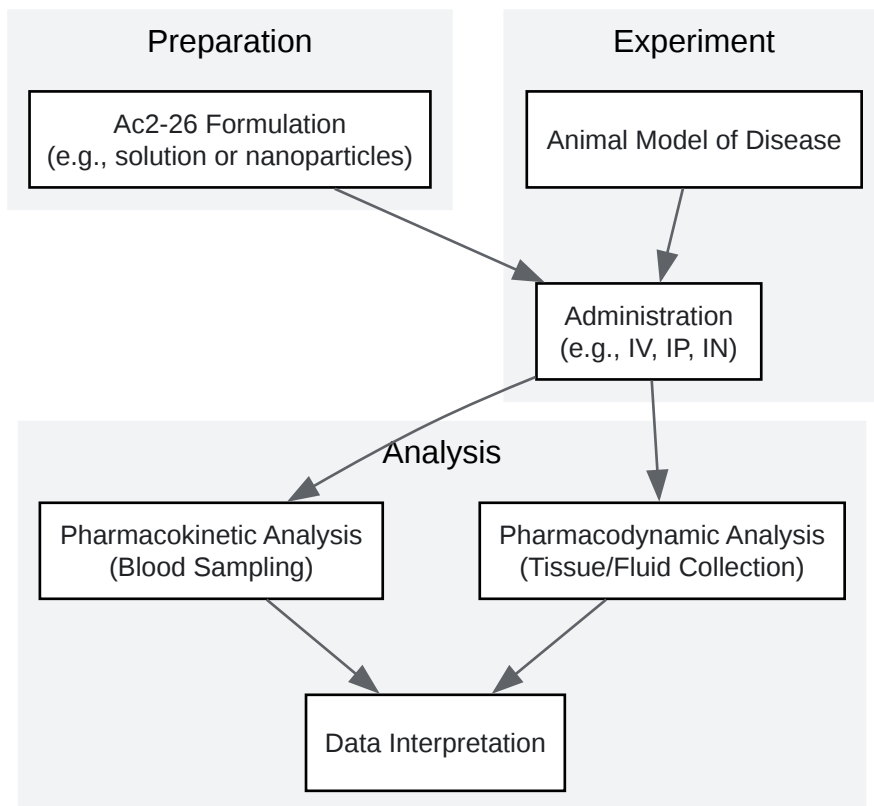 Preparation
Experiment
Ac2-26 Formulation
(e.g., solution or nanoparticles)
Animal Model of Disease
Administration
(e.g., IV, IP, IN)
Analysis
Pharmacokinetic Analysis
(Blood Sampling)
Pharmacodynamic Analysis
(Tissue/Fluid Collection)
Data Interpretation